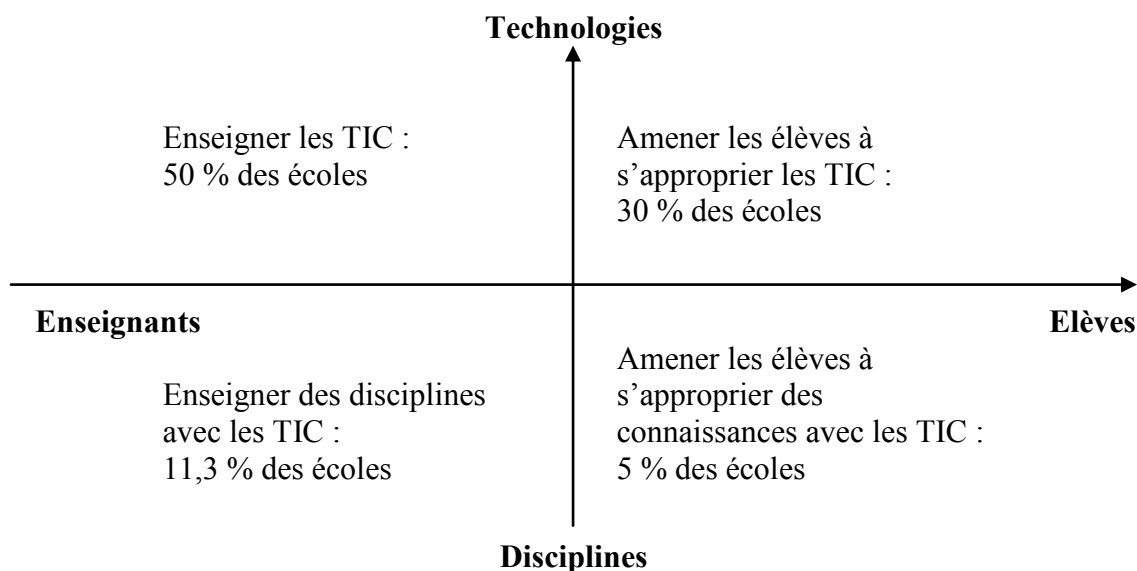 Technologies
Enseigner les TIC :
50 % des écoles
Amener les élèves à
s’approprier les TIC :
30 % des écoles
Enseignants
Elèves
Enseigner des disciplines
avec les TIC :
11,3 % des écoles
Amener les élèves à
s’approprier des
connaissances avec les TIC :
5 % des écoles
Disciplines